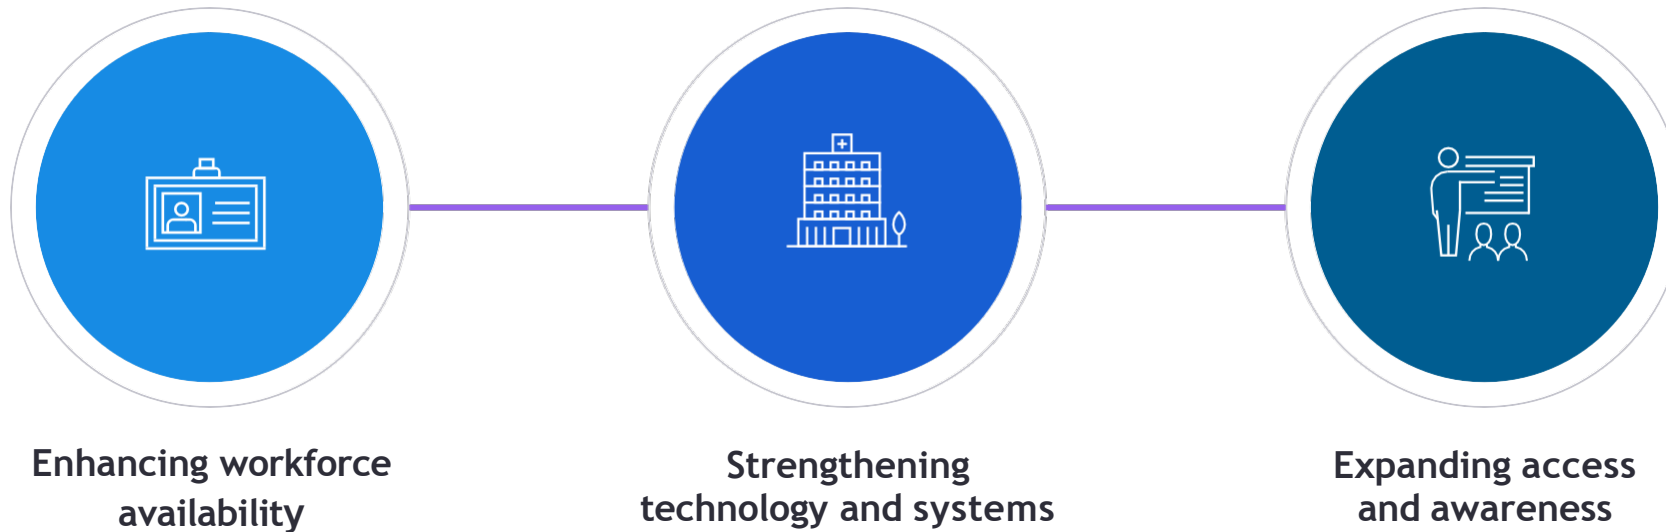 Enhancing workforce
availability
Strengthening
technology and systems
Expanding access
and awareness